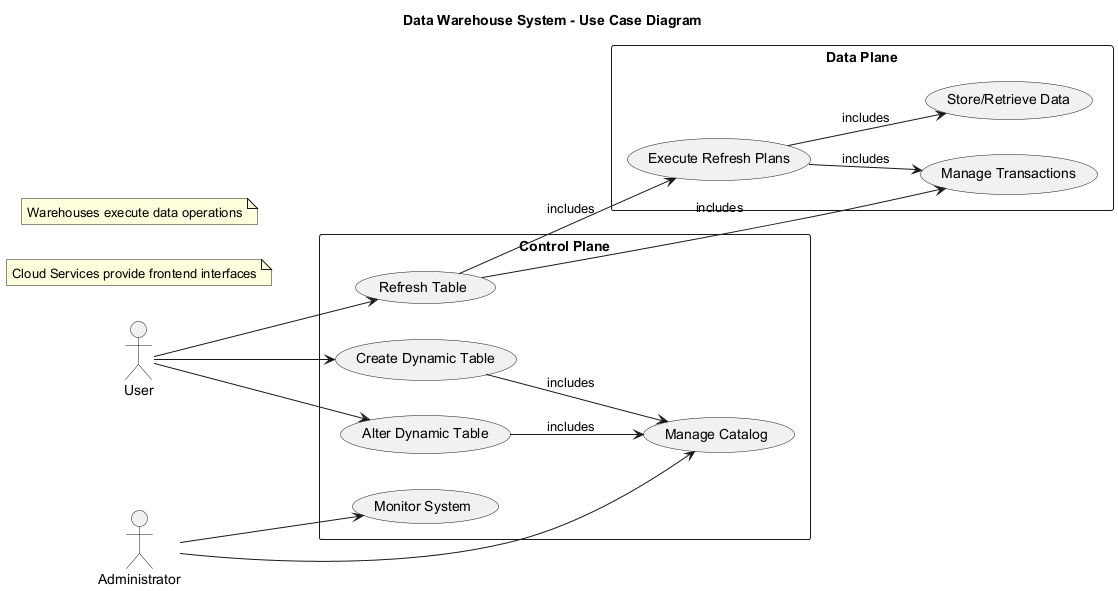 Data Warehouse System - Use Case Diagram
Data Plane
Store/Retrieve Data
includes
Execute Refresh Plans
includes
Manage Transactions
includes
includes
Warehouses execute data operations
Control Plane
Cloud Services provide frontend interfaces
Refresh Table
Create Dynamic Table
User
includes
Alter Dynamic Table
includes
Manage Catalog
Monitor System
Administrator